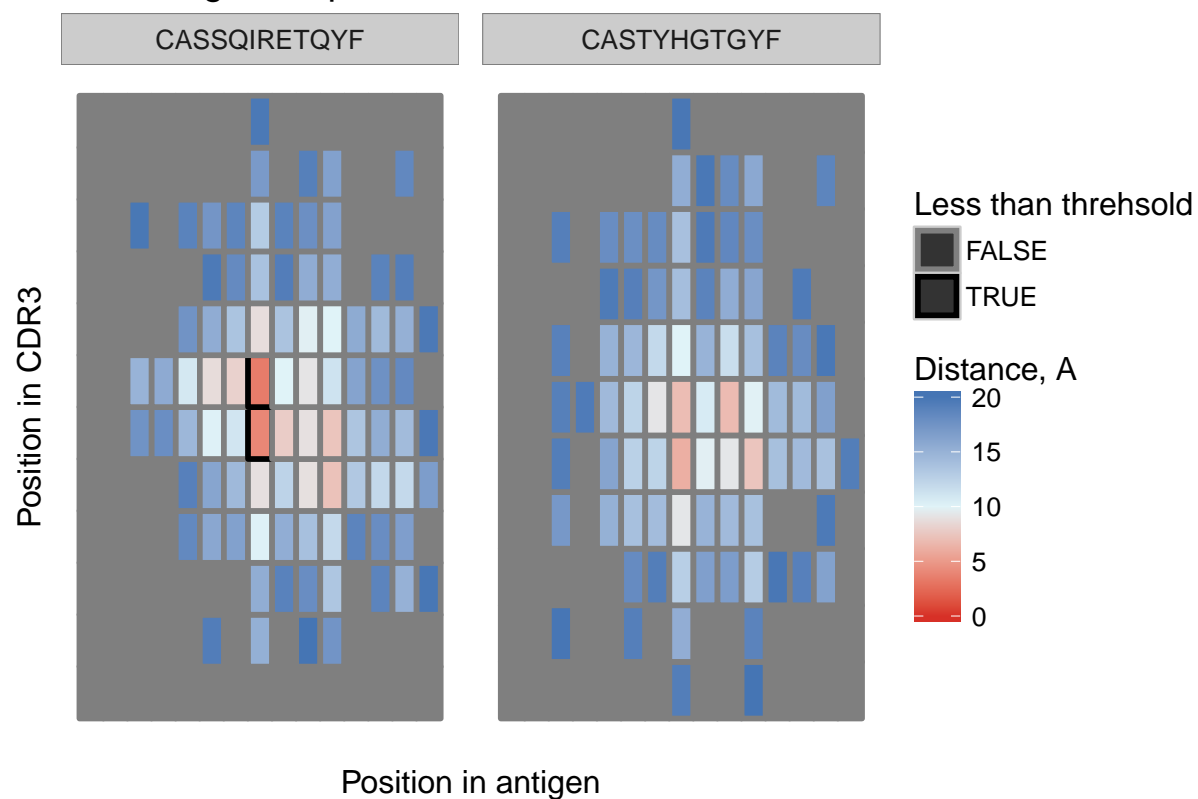 CASSQIRETQYF
CASTYHGTGYF
Position in CDR3
Position in antigen
Less than threhsold
FALSE
TRUE
Distance, A
20
15
10
5
0